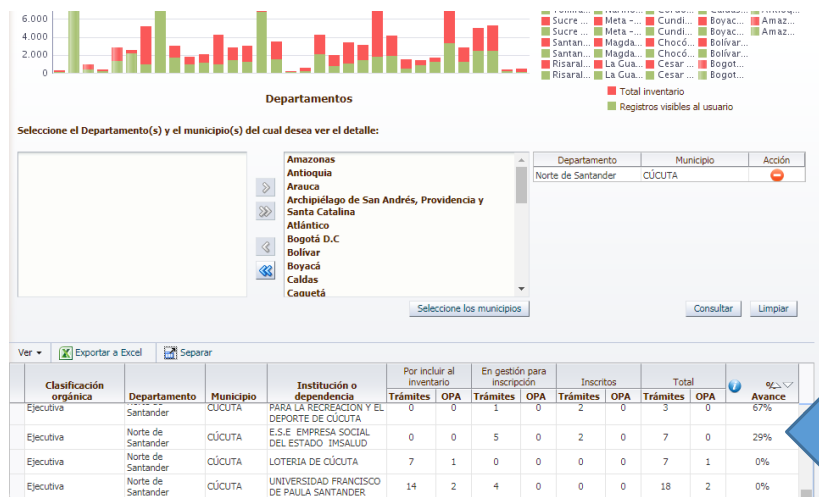 6.000
4.000
2.000
0
Sucre ... Meta -... Cundi... Boyac... Amaz...
Sucre ... Meta -... Cundi... Boyac... Amaz...
Santan... Magda... Chocó... Bolívar...
Santan... Magda... Chocó... Bolívar...
Risaral... La Gua... Cesar ... Bogot...
Risaral... La Gua... Cesar ... Bogot...
Departamentos
Total inventario
Registros visibles al usuario
Seleccione el Departamento(s) y el municipio(s) del cual desea ver el detalle:
Amazonas
Antioquia
Arauca
Archipiélago de San Andrés, Providencia y
Santa Catalina
Atlántico
Bogotá D.C
Bolívar
Boyacá
Caldas
Caquetá
Departamento Municipio Acción
Norte de Santander CÚCUTA
Seleccione los municipios Consultar Limpiar
Ver Exportar a Excel Separar
Clasificación orgánica Departamento Municipio Institución o dependencia Por incluir al inventario En gestión para inscripción Inscritos Total % Avance
Trámites OPA Trámites OPA Trámites OPA Trámites OPA
Ejecutiva Norte de Santander CÚCUTA PARA LA RECREACION Y EL DEPORTE DE CÚCUTA 0 0 1 0 2 0 3 0 67%
Ejecutiva Norte de Santander CÚCUTA E.S.E EMPRESA SOCIAL DEL ESTADO IMSALUD 0 0 5 0 2 0 7 0 29%
Ejecutiva Norte de Santander CÚCUTA LOTERIA DE CÚCUTA 7 1 0 0 0 0 7 1 0%
Ejecutiva Norte de Santander CÚCUTA UNIVERSIDAD FRANCISCO DE PAULA SANTANDER 14 2 4 0 0 0 18 2 0%